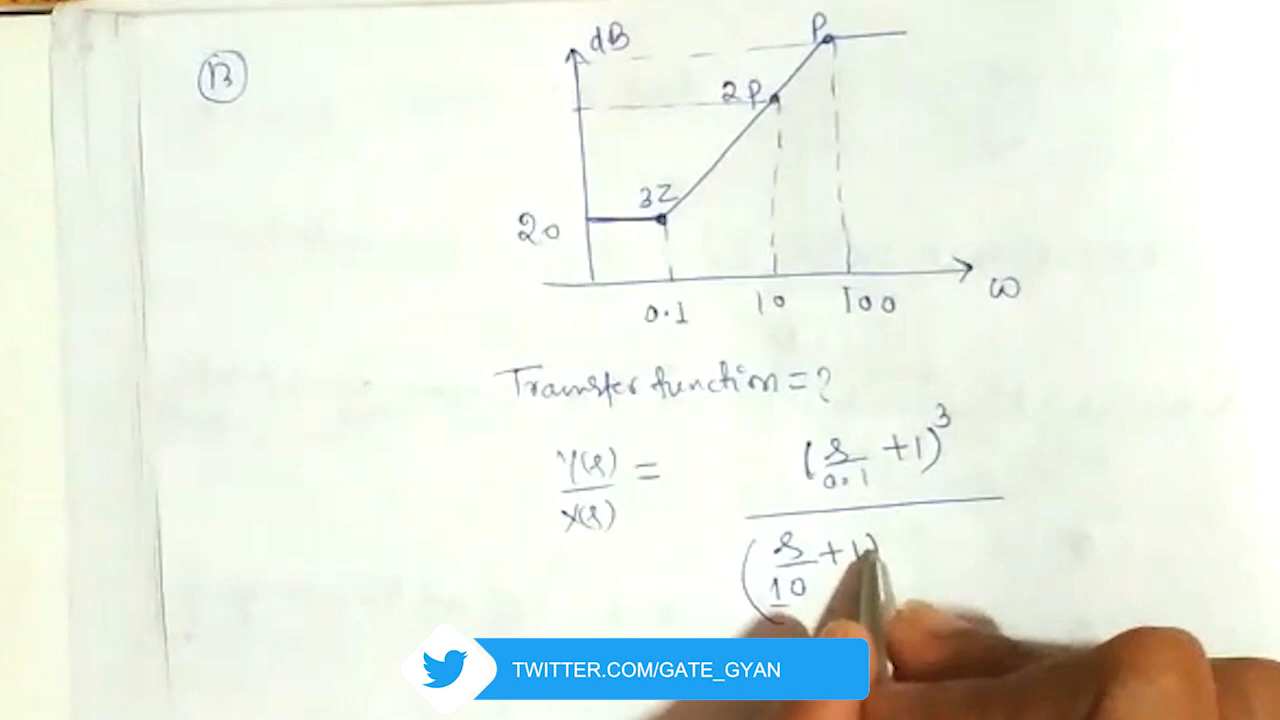 13
dB
P
2P
3Z
20
0.1 10 100 ω
Transfer function = ?
Y(s)/X(s) = (s/0.1 + 1)^3
(s/10 + 1)
TWITTER.COM/GATE_GYAN